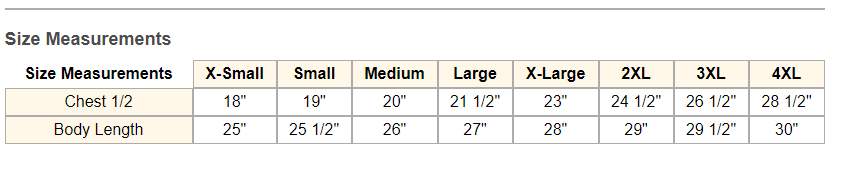 Size Measurements
Size Measurements X-Small Small Medium Large X-Large 2XL 3XL 4XL
Chest 1/2 18" 19" 20" 21 1/2" 23" 24 1/2" 26 1/2" 28 1/2"
Body Length 25" 25 1/2" 26" 27" 28" 29" 29 1/2" 30"